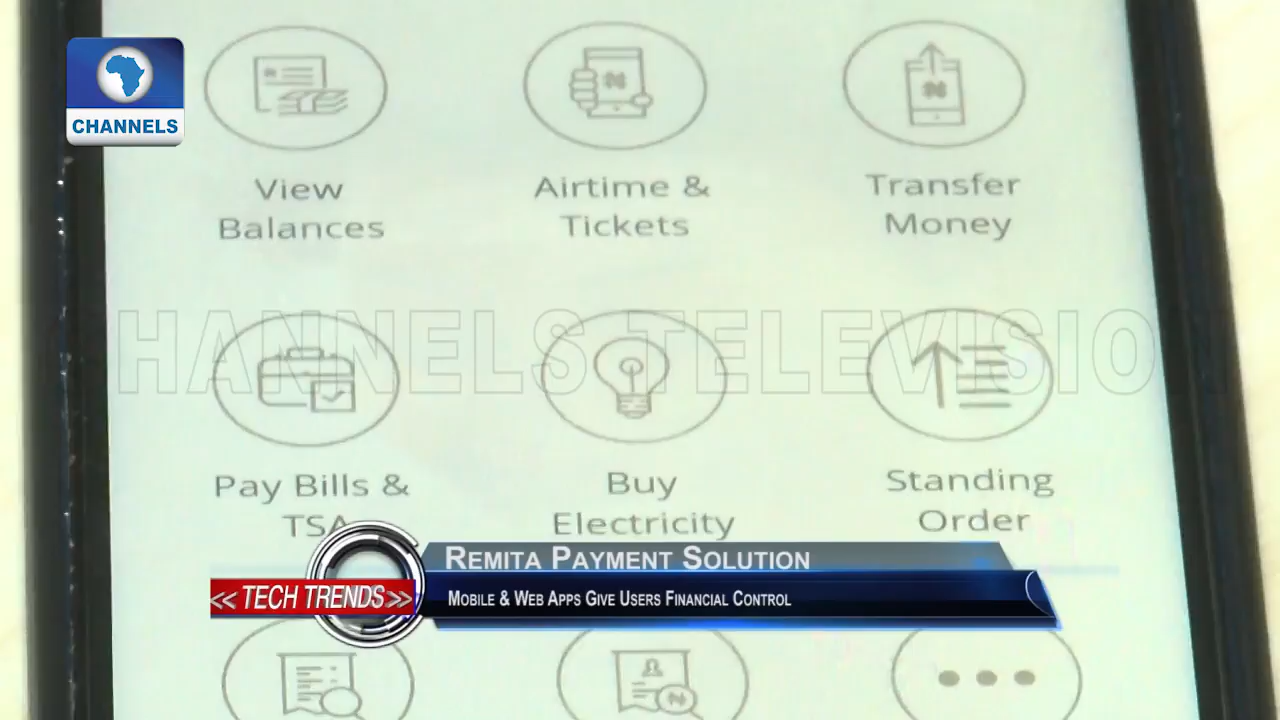 CHANNELS
View
Balances
Airtime &
Tickets
Transfer
Money
CHANNELS TELEVISIO
Pay Bills &
TSA
Buy
Electricity
Standing
Order
REMITA PAYMENT SOLUTION
<< TECH TRENDS >>
MOBILE & WEB APPS GIVE USERS FINANCIAL CONTROL